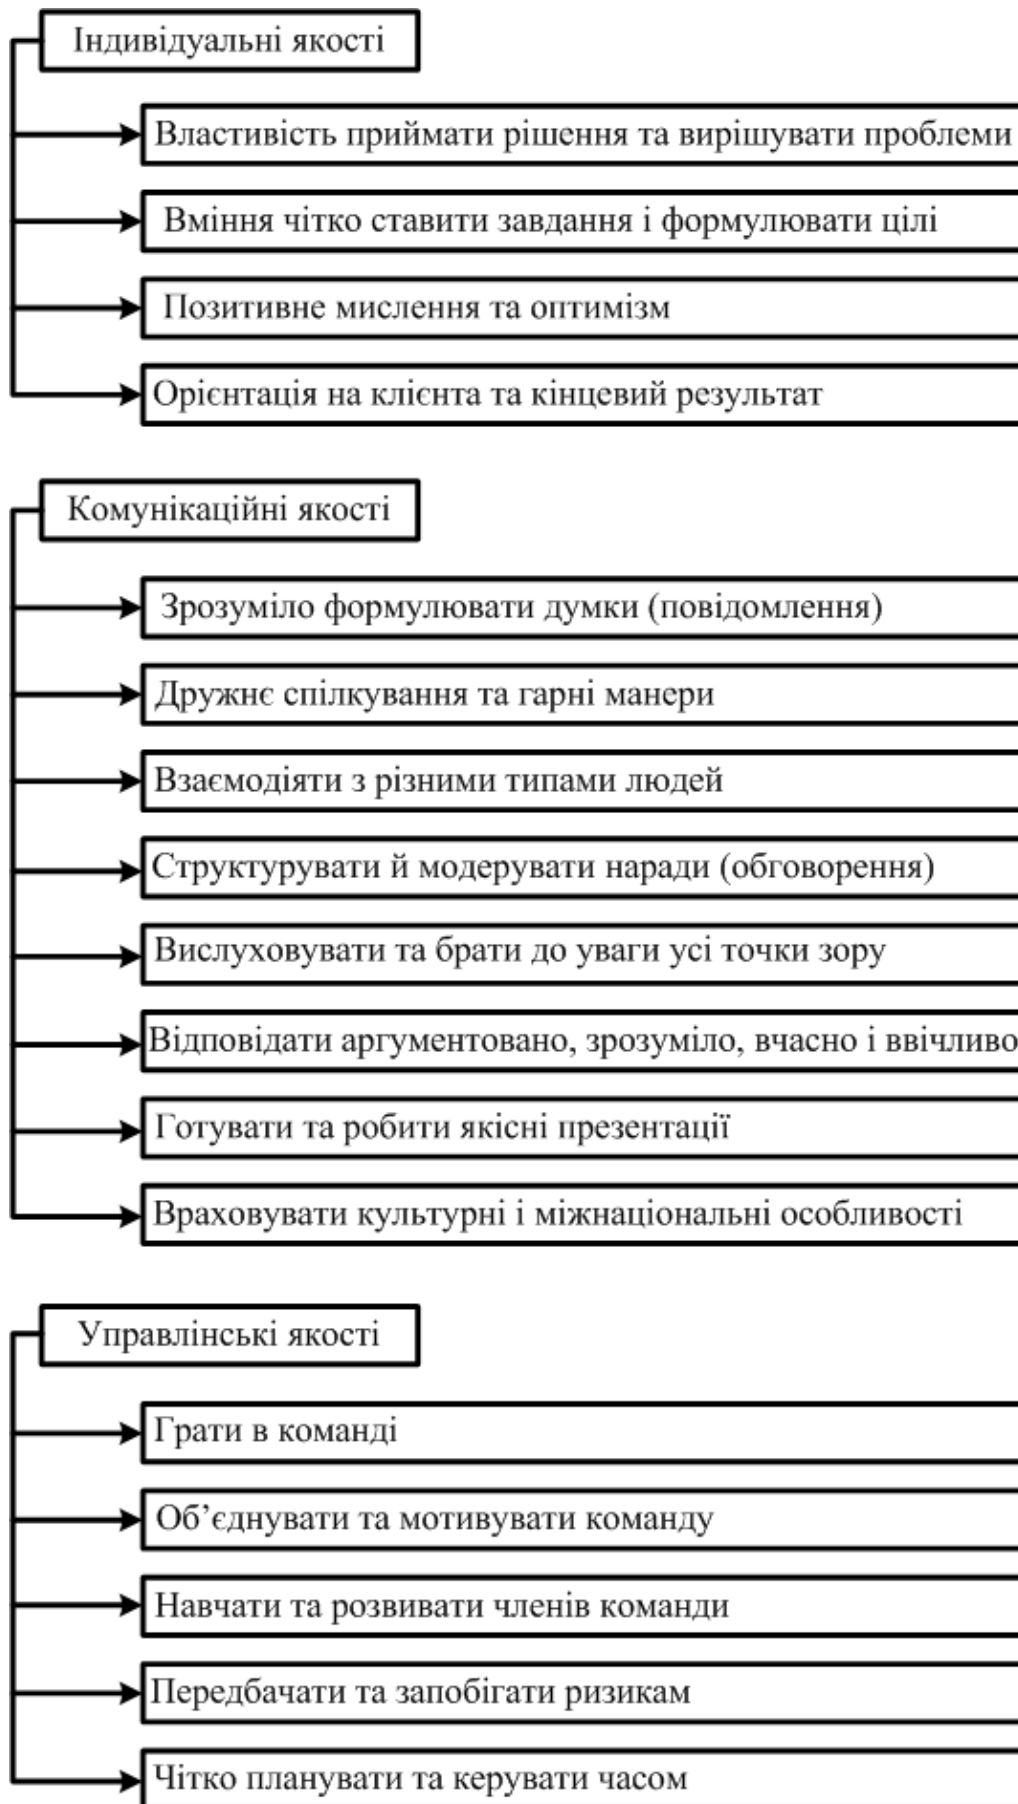 Індивідуальні якості
Властивість приймати рішення та вирішувати проблеми
Вміння чітко ставити завдання і формулювати цілі
Позитивне мислення та оптимізм
Орієнтація на клієнта та кінцевий результат
Комунікаційні якості
Зрозуміло формулювати думки (повідомлення)
Дружнє спілкування та гарні манери
Взаємодіяти з різними типами людей
Структурувати й модерувати наради (обговорення)
Вислуховувати та брати до уваги усі точки зору
Відповідати аргументовано, зрозуміло, вчасно і ввічливо
Готувати та робити якісні презентації
Враховувати культурні і міжнаціональні особливості
Управлінські якості
Грати в команді
Об’єднувати та мотивувати команду
Навчати та розвивати членів команди
Передбачати та запобігати ризикам
Чітко планувати та керувати часом